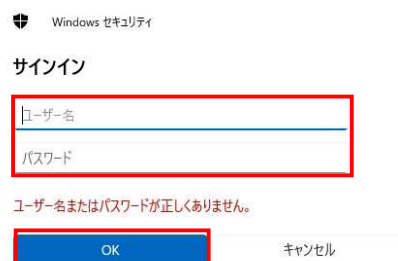 Windows セキュリティ
サインイン
ユーザー名
パスワード
ユーザー名またはパスワードが正しくありません。
OK
キャンセル